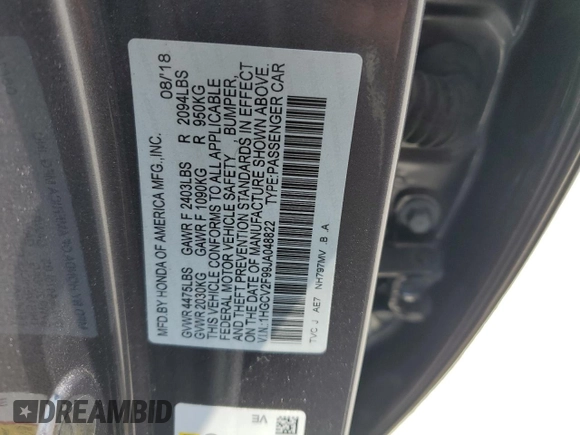 MFD.BY HONDA OF AMERICA MFG.,INC. 08/18
GVWR 4475LBS GAWR F 2403LBS R 2004LBS
GVWR 2030KG GAWR F 1090KG R 950KG
THIS VEHICLE CONFORMS TO ALL APPLICABLE
FEDERAL MOTOR VEHICLE SAFETY, BUMPER,
AND THEFT PREVENTION STANDARDS IN EFFECT
ON THE DATE OF MANUFACTURE SHOWN ABOVE.
V.I.N.:1HGCV2F99JA048822 TYPE:PASSENGER CAR
TVC J AE7 NH797MV B A
VE
DREAMBID